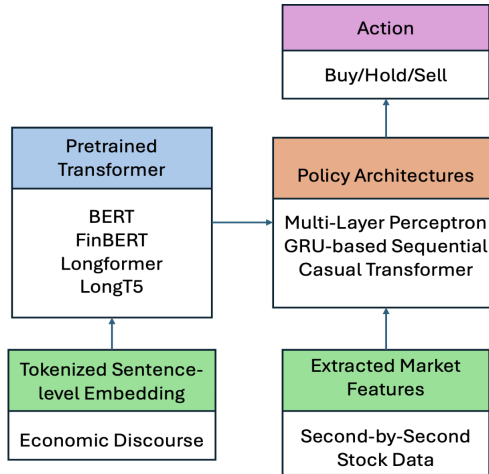 Action
Buy/Hold/Sell
Pretrained
Transformer
BERT
FinBERT
Longformer
LongT5
Policy Architectures
Multi-Layer Perceptron
GRU-based Sequential
Casual Transformer
Tokenized Sentence-
level Embedding
Economic Discourse
Extracted Market
Features
Second-by-Second
Stock Data